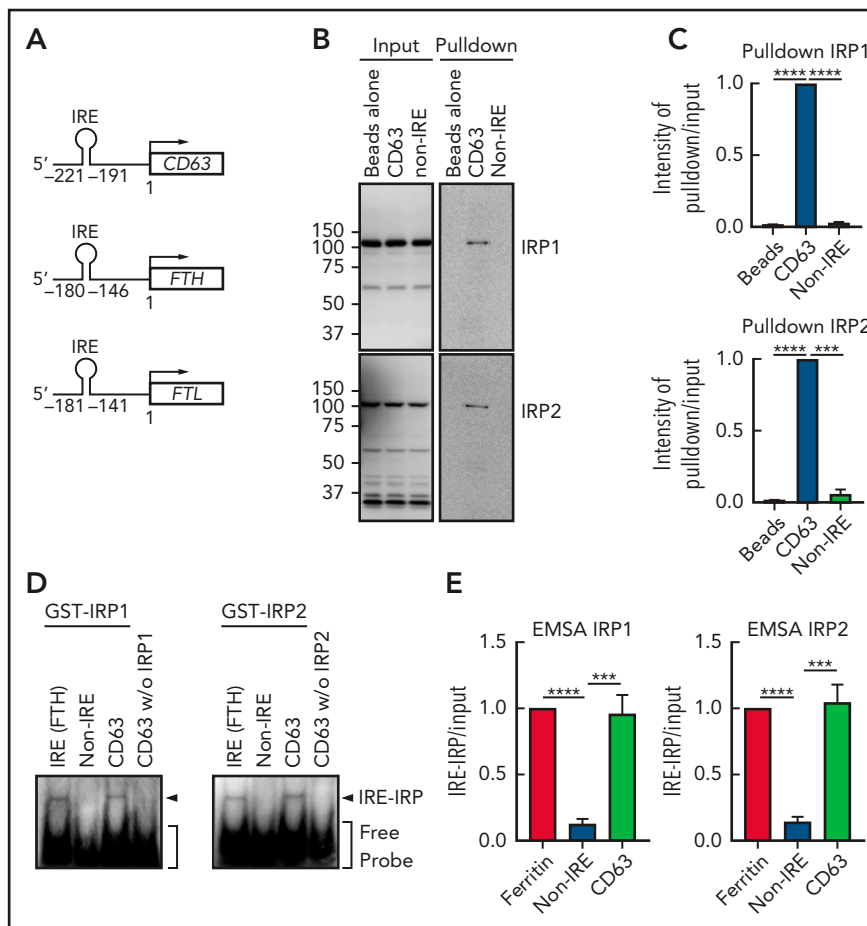 A
IRE
5′
–221 –191
1
CD63
IRE
5′
–180 –146
1
FTH
IRE
5′
–181 –141
1
FTL
B
Input
Pulldown
Beads alone
CD63
non-IRE
Beads alone
CD63
Non-IRE
150
100
75
50
37
IRP1
150
100
75
50
37
IRP2
C
Pulldown IRP1
**** ****
Intensity of
pulldown/input
1.0
0.5
0.0
Beads
CD63
Non-IRE
Pulldown IRP2
**** ***
Intensity of
pulldown/input
1.0
0.5
0.0
Beads
CD63
Non-IRE
D
GST-IRP1
IRE (FTH)
Non-IRE
CD63
CD63 w/o IRP1
GST-IRP2
IRE (FTH)
Non-IRE
CD63
CD63 w/o IRP2
IRE-IRP
Free
Probe
E
EMSA IRP1
**** ***
IRE-IRP/input
1.5
1.0
0.5
0.0
Ferritin
Non-IRE
CD63
EMSA IRP2
**** ***
IRE-IRP/input
1.5
1.0
0.5
0.0
Ferritin
Non-IRE
CD63